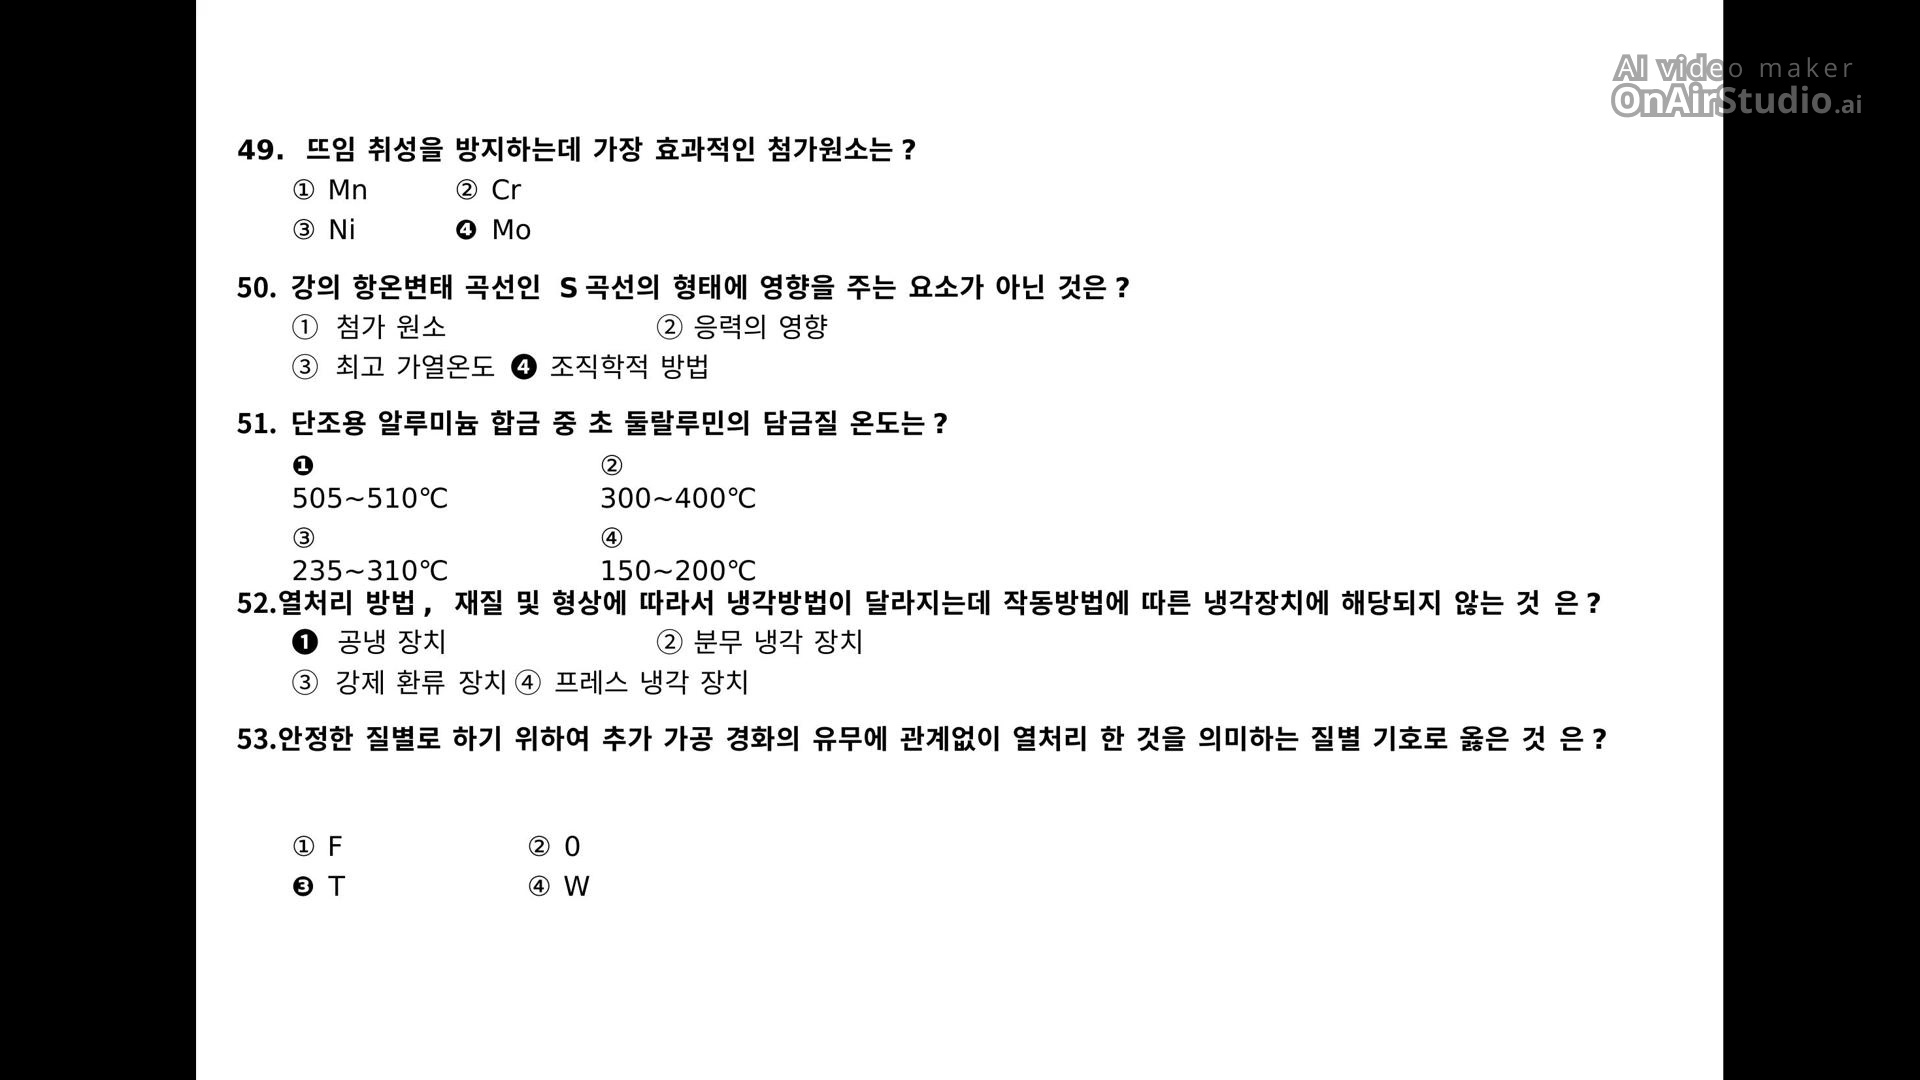 AI video maker
OnAirStudio.ai
49. 뜨임 취성을 방지하는데 가장 효과적인 첨가원소는?
① Mn ② Cr
③ Ni ❹ Mo
50. 강의 항온변태 곡선인 S곡선의 형태에 영향을 주는 요소가 아닌 것은?
① 첨가 원소 ② 응력의 영향
③ 최고 가열온도 ❹ 조직학적 방법
51. 단조용 알루미늄 합금 중 초 둘랄루민의 담금질 온도는?
❶ ②
505~510℃ 300~400℃
③ ④
235~310℃ 150~200℃
52.열처리 방법, 재질 및 형상에 따라서 냉각방법이 달라지는데 작동방법에 따른 냉각장치에 해당되지 않는 것 은?
❶ 공냉 장치 ② 분무 냉각 장치
③ 강제 환류 장치 ④ 프레스 냉각 장치
53.안정한 질별로 하기 위하여 추가 가공 경화의 유무에 관계없이 열처리 한 것을 의미하는 질별 기호로 옳은 것 은?
① F ② 0
❸ T ④ W